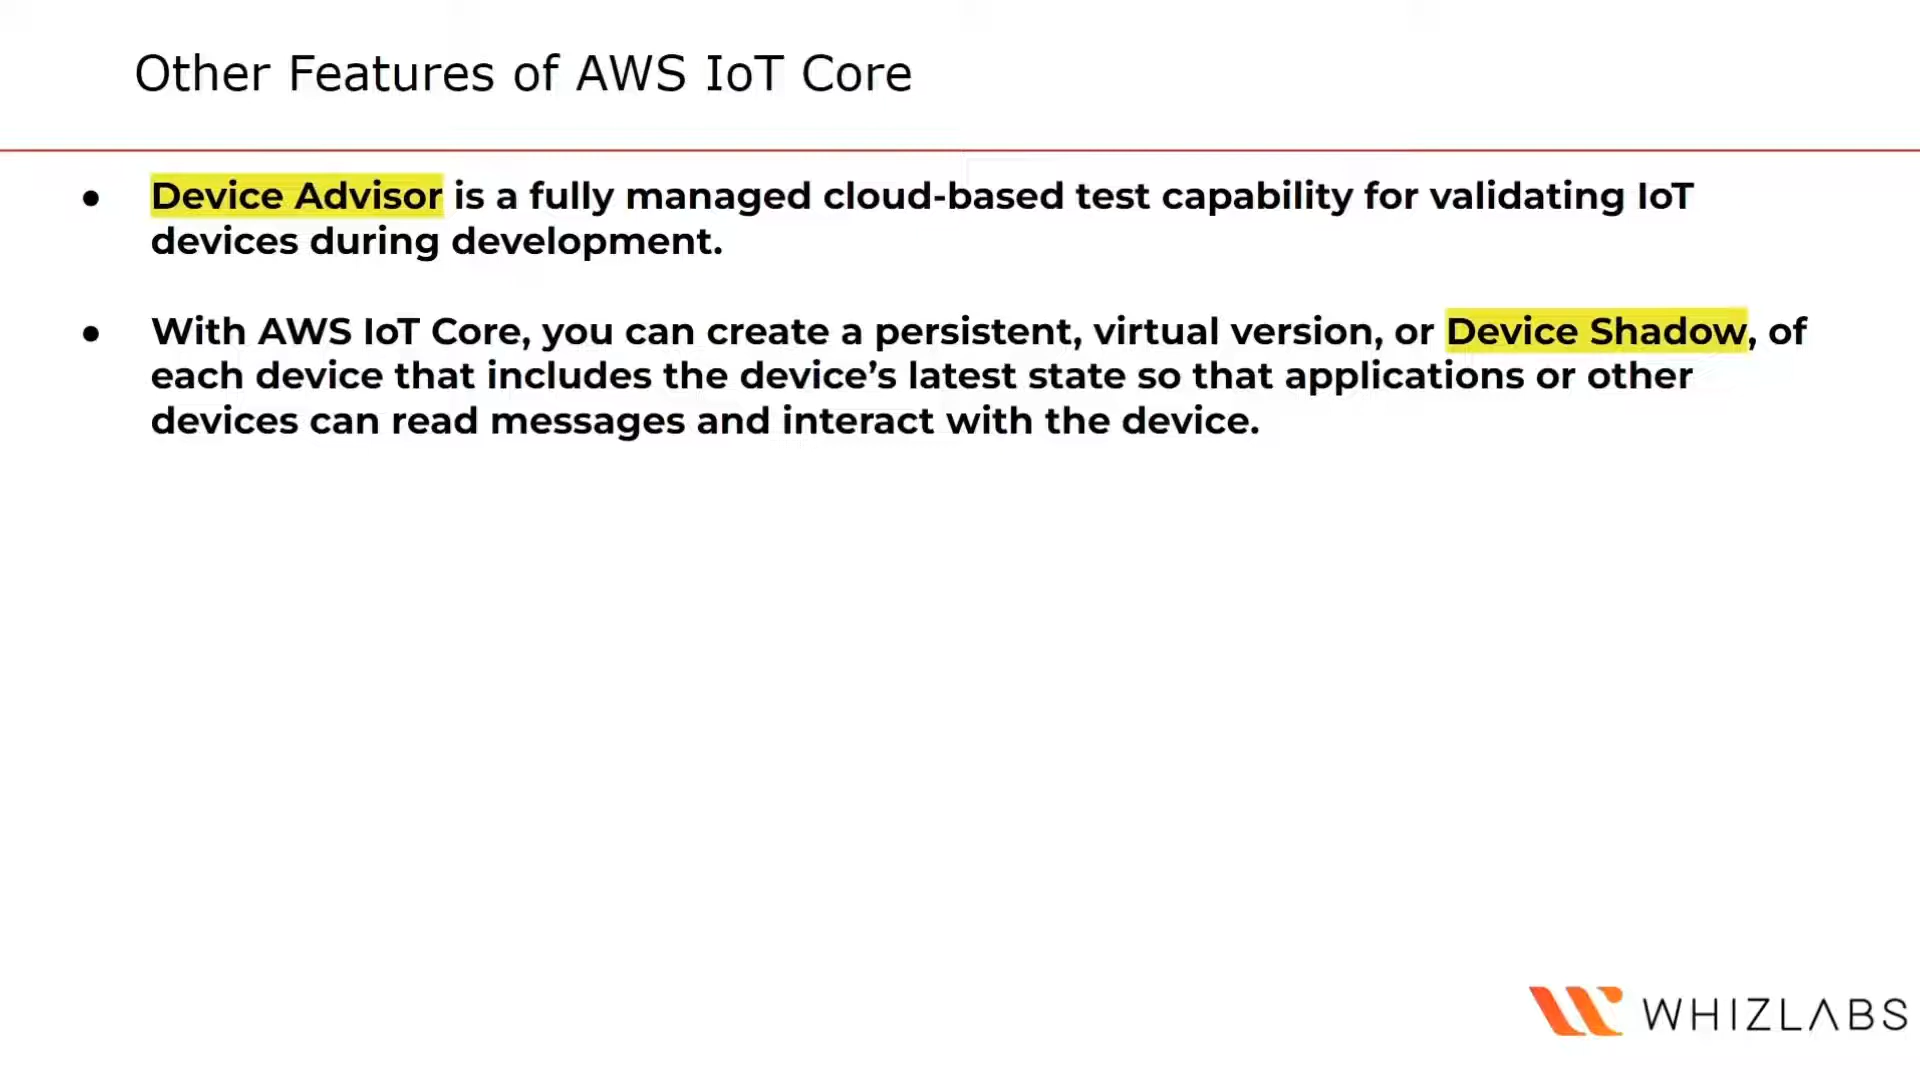 Other Features of AWS IoT Core
● Device Advisor is a fully managed cloud-based test capability for validating IoT
devices during development.
● With AWS IoT Core, you can create a persistent, virtual version, or Device Shadow, of
each device that includes the device’s latest state so that applications or other
devices can read messages and interact with the device.
WHIZLABS